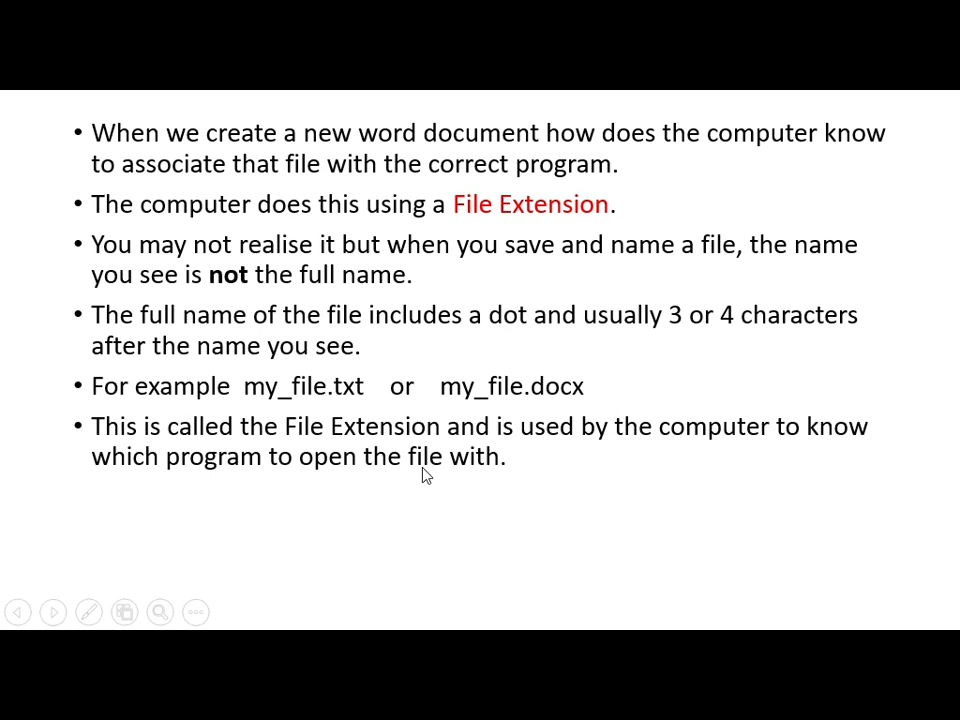 • When we create a new word document how does the computer know
to associate that file with the correct program.
• The computer does this using a File Extension.
• You may not realise it but when you save and name a file, the name
you see is not the full name.
• The full name of the file includes a dot and usually 3 or 4 characters
after the name you see.
• For example my_file.txt or my_file.docx
• This is called the File Extension and is used by the computer to know
which program to open the file with.